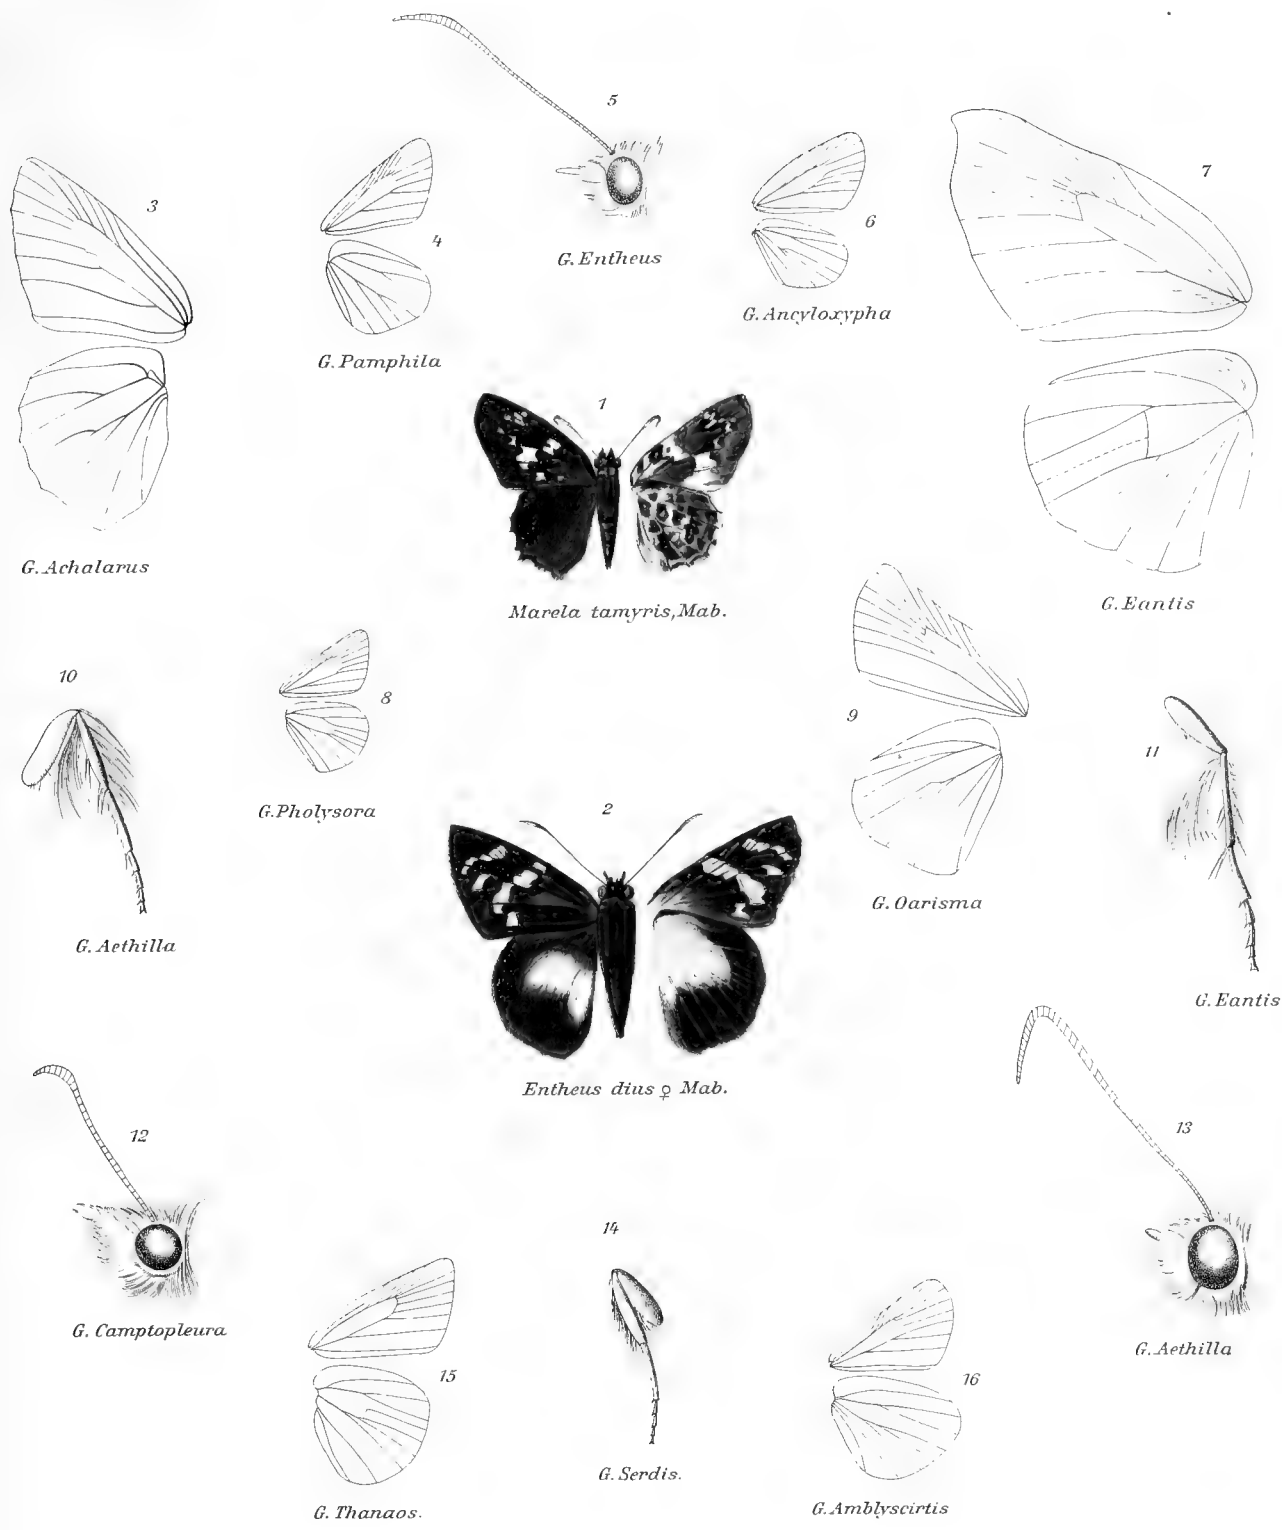 5
G. Entheus
3
4
G. Pamphila
6
G. Ancyloxypha
7
G. Achalarus
1
Marela tamyris, Mab.
G. Eantis
10
G. Aethilla
8
G. Pholysora
9
G. Oarisma
11
G. Eantis
2
Entheus dius ♀ Mab.
12
G. Camptopleura
13
G. Aethilla
14
G. Serdis.
15
G. Thanaos.
16
G. Amblyscirtis